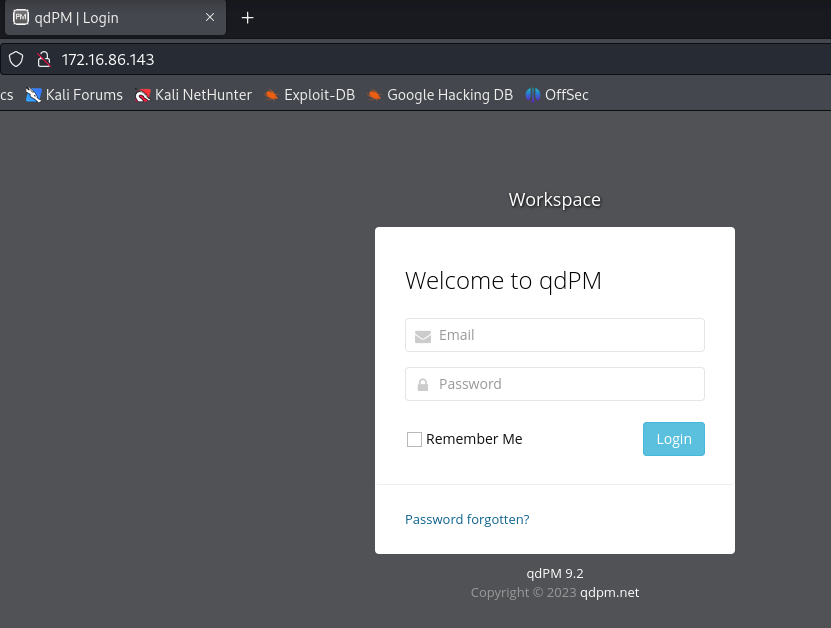 PM qdPM | Login
172.16.86.143
cs Kali Forums Kali NetHunter Exploit-DB Google Hacking DB OffSec
Workspace
Welcome to qdPM
Email
Password
Remember Me Login
Password forgotten?
qdPM 9.2
Copyright © 2023 qdpm.net